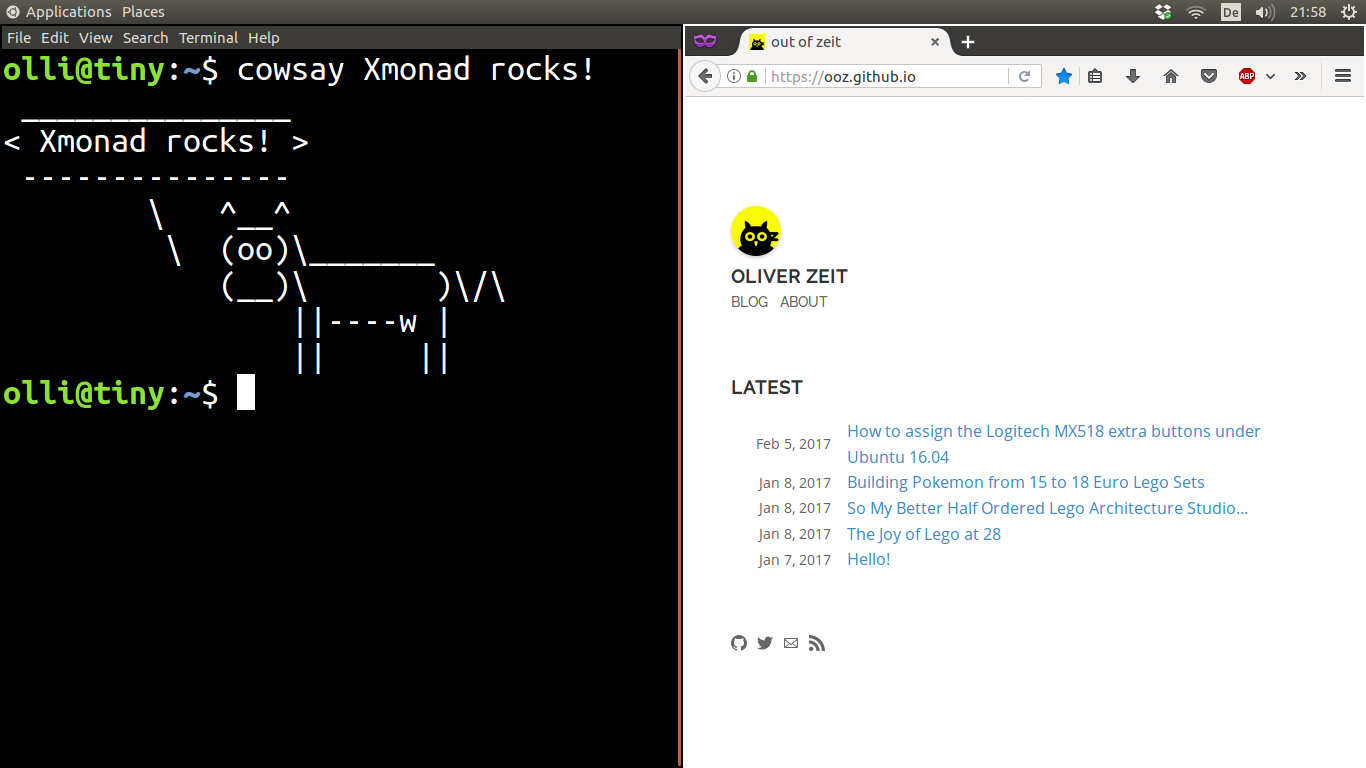 Applications Places
De
21:58
File Edit View Search Terminal Help
olli@tiny:~$ cowsay Xmonad rocks!
 _______________
< Xmonad rocks! >
 ---------------
        \   ^__^
         \  (oo)\_______
            (__)\       )\/\
                ||----w |
                ||     ||
olli@tiny:~$
out of zeit
https://ooz.github.io
ABP
OLIVER ZEIT
BLOG ABOUT
LATEST
Feb 5, 2017 How to assign the Logitech MX518 extra buttons under
Ubuntu 16.04
Jan 8, 2017 Building Pokemon from 15 to 18 Euro Lego Sets
Jan 8, 2017 So My Better Half Ordered Lego Architecture Studio...
Jan 8, 2017 The Joy of Lego at 28
Jan 7, 2017 Hello!